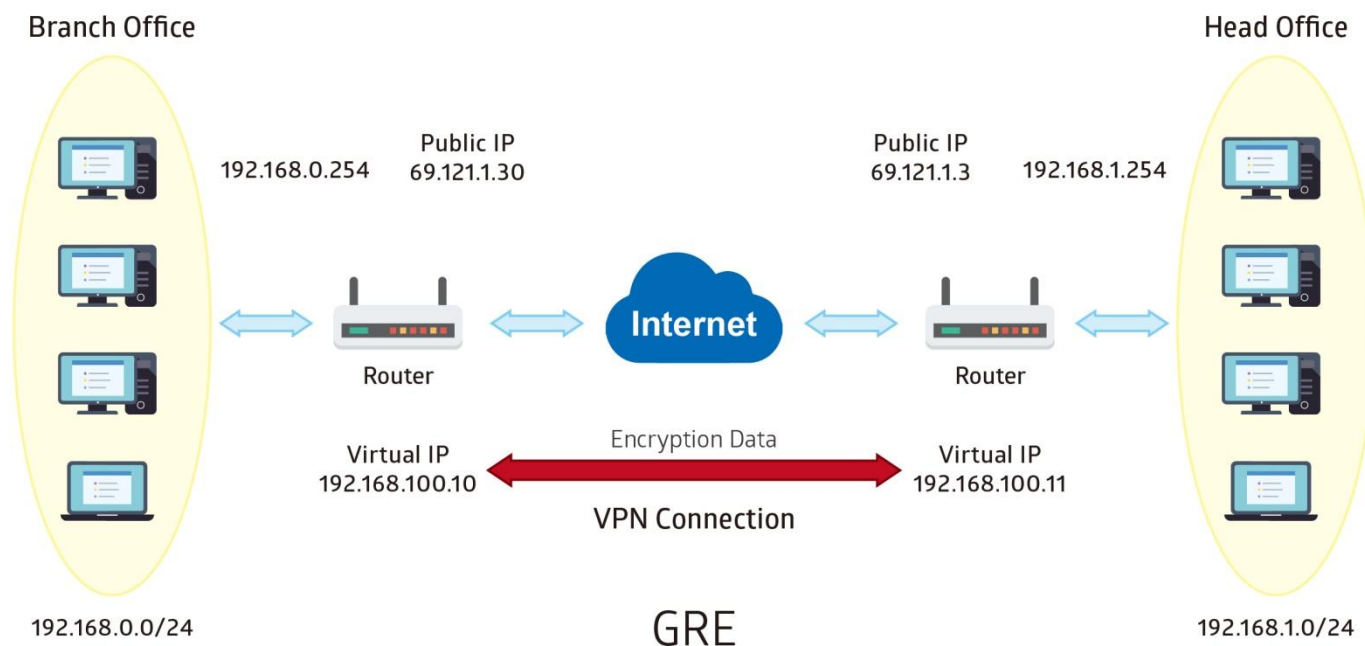 Branch Office
Head Office
Public IP
69.121.1.30
192.168.0.254
Public IP
69.121.1.3
192.168.1.254
Internet
Router
Router
Encryption Data
Virtual IP
192.168.100.10
Virtual IP
192.168.100.11
VPN Connection
192.168.0.0/24
GRE
192.168.1.0/24